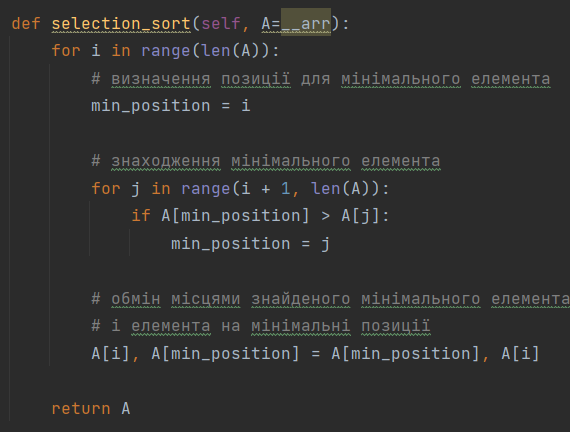 def selection_sort(self, A=__arr):
for i in range(len(A)):
# визначення позиції для мінімального елемента
min_position = i
# знаходження мінімального елемента
for j in range(i + 1, len(A)):
if A[min_position] > A[j]:
min_position = j
# обмін місцями знайденого мінімального елемента
# і елемента на мінімальні позиції
A[i], A[min_position] = A[min_position], A[i]
return A